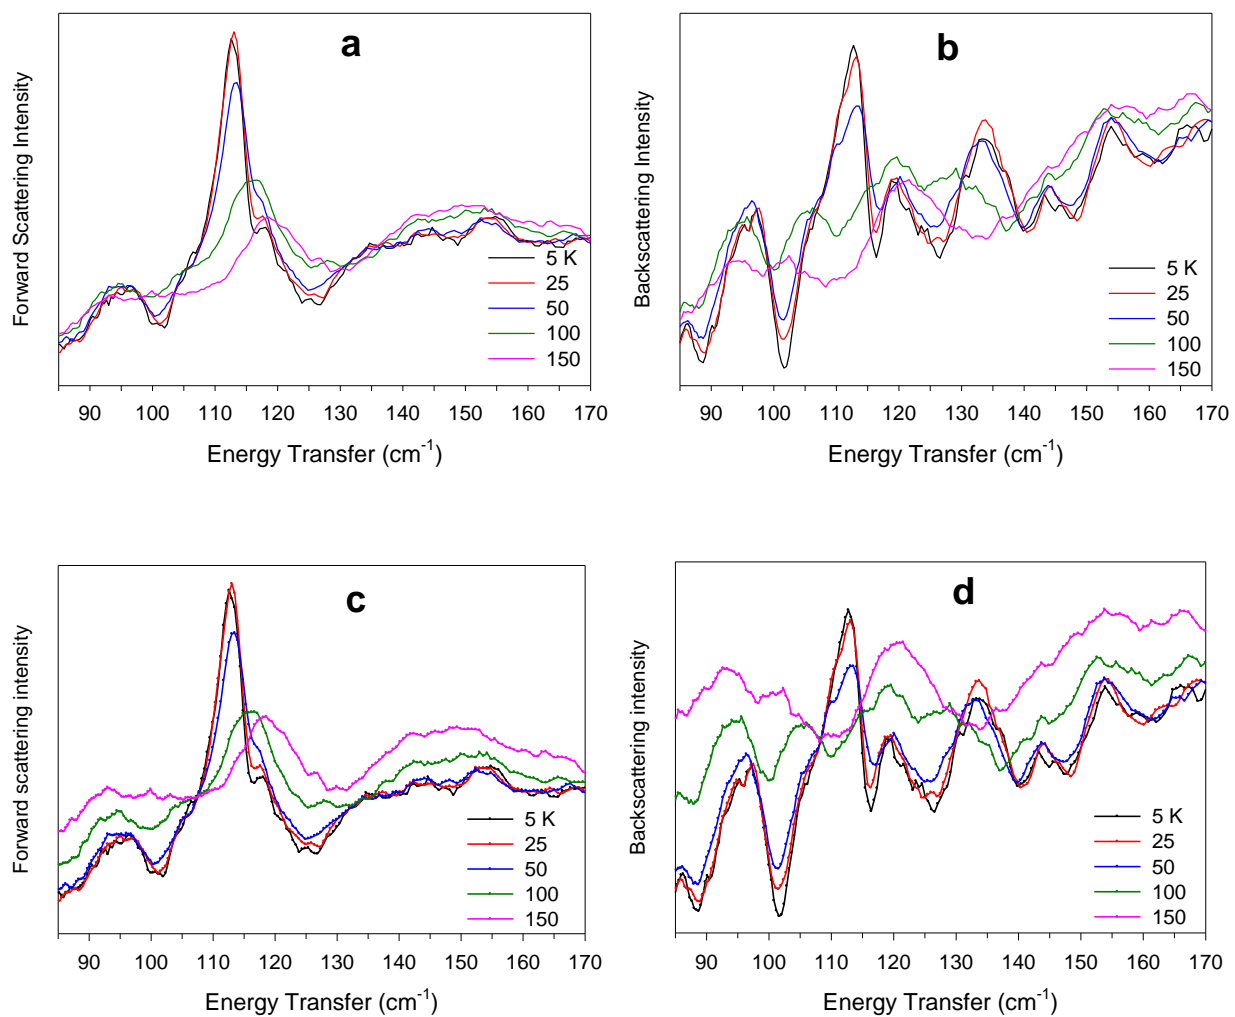 a
Forward Scattering Intensity
5 K
25
50
100
150
90 100 110 120 130 140 150 160 170
Energy Transfer (cm-1)
b
Backscattering Intensity
5 K
25
50
100
150
90 100 110 120 130 140 150 160 170
Energy Transfer (cm-1)
c
Forward scattering intensity
5 K
25
50
100
150
90 100 110 120 130 140 150 160 170
Energy Transfer (cm-1)
d
Backscattering intensity
5 K
25
50
100
150
90 100 110 120 130 140 150 160 170
Energy Transfer (cm-1)